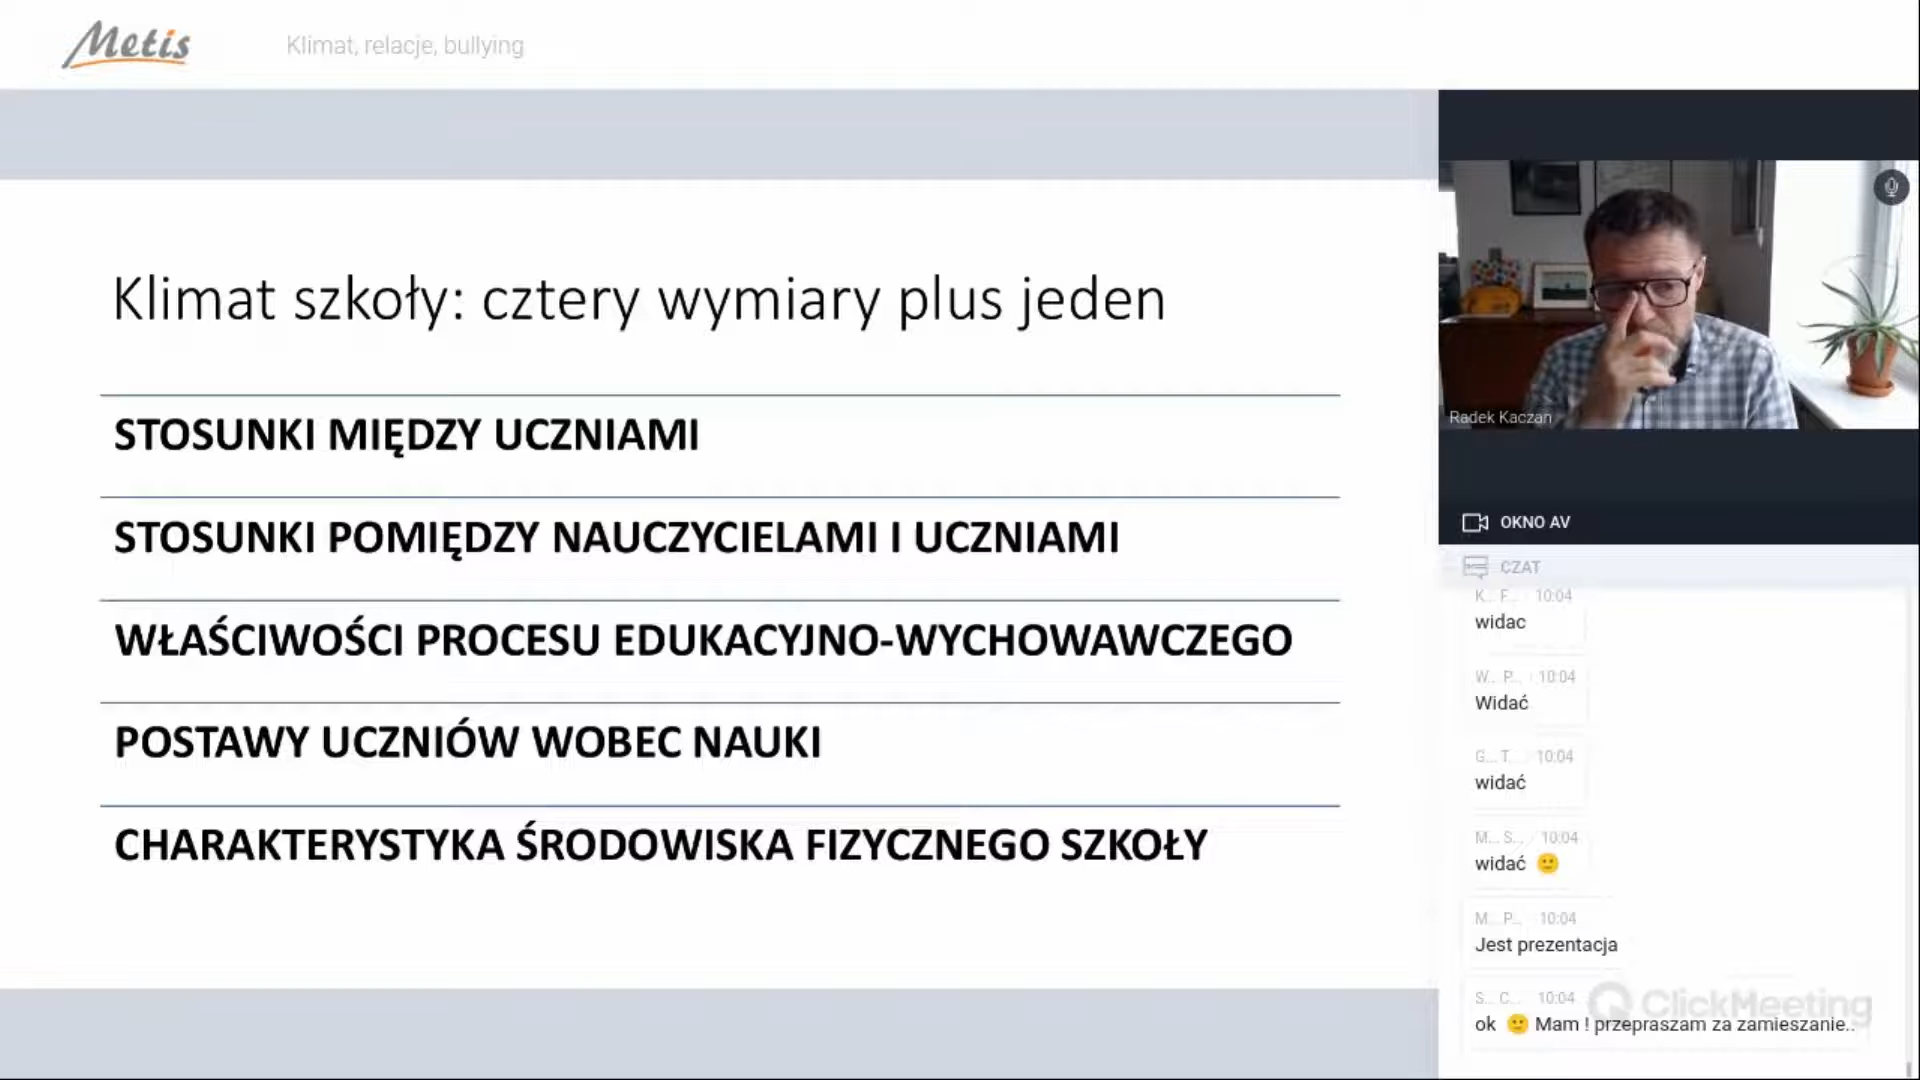 Metis
Klimat, relacje, bullying
Klimat szkoły: cztery wymiary plus jeden
STOSUNKI MIĘDZY UCZNIAMI
STOSUNKI POMIĘDZY NAUCZYCIELAMI I UCZNIAMI
WŁAŚCIWOŚCI PROCESU EDUKACYJNO-WYCHOWAWCZEGO
POSTAWY UCZNIÓW WOBEC NAUKI
CHARAKTERYSTYKA ŚRODOWISKA FIZYCZNEGO SZKOŁY
Radek Kaczan
OKNO AV
CZAT
K... F... 10:04
widac
W... P... 10:04
Widać
G... T... 10:04
widać
M... S... 10:04
widać 🙂
M... P... 10:04
Jest prezentacja
S... C... 10:04
ok 🙂 Mam ! przepraszam za zamieszanie..
ClickMeeting